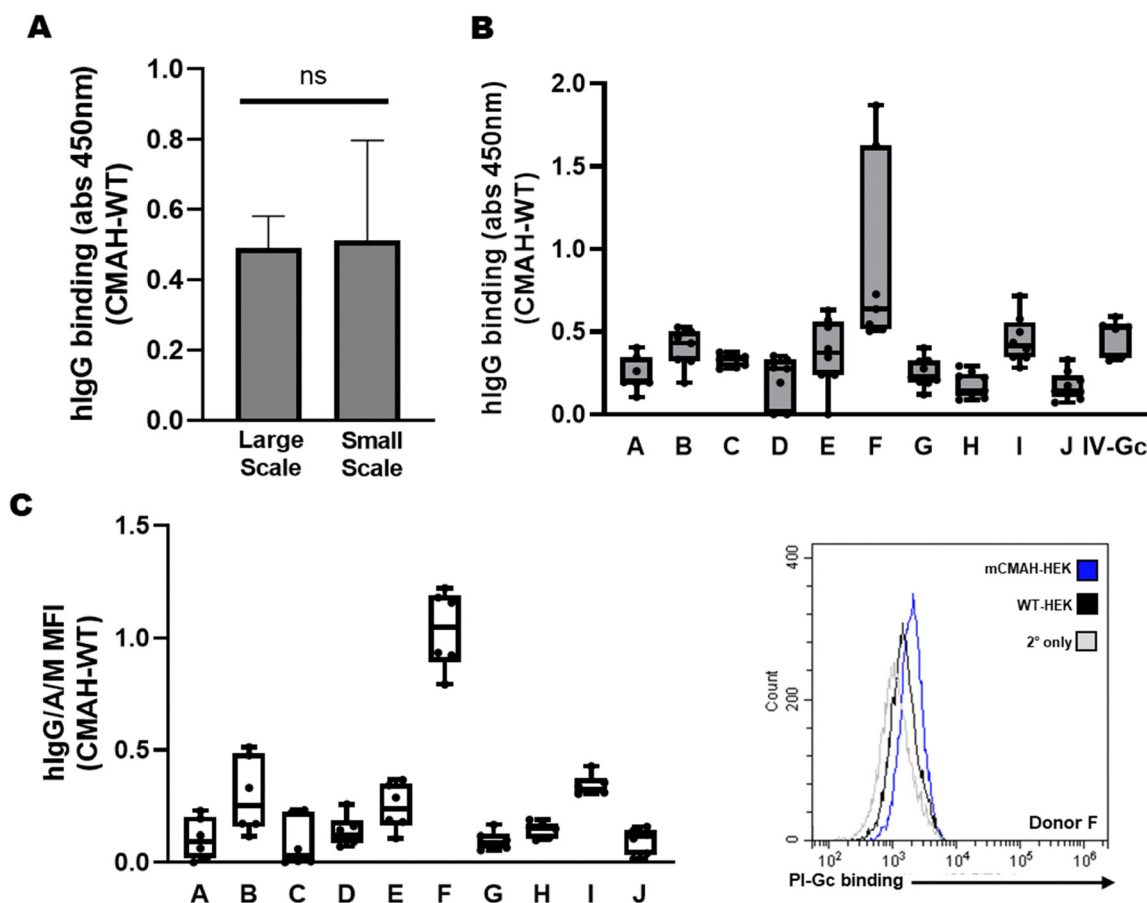 A
hIgG binding (abs 450nm)
(CMAH-WT)
1.0
0.8
0.6
0.4
0.2
0.0
ns
Large
Scale
Small
Scale
B
hIgG binding (abs 450nm)
(CMAH-WT)
2.0
1.5
1.0
0.5
0.0
A B C D E F G H I J IV-Gc
C
hIgG/A/M MFI
(CMAH-WT)
1.5
1.0
0.5
0.0
A B C D E F G H I J
Count
400
200
0
mCMAH-HEK
WT-HEK
2° only
Donor F
10² 10³ 10⁴ 10⁵ 10⁶
PI-Gc binding